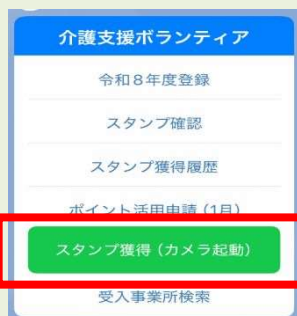 介護支援ボランティア
令和８年度登録
スタンプ確認
スタンプ獲得履歴
ポイント活用申請（1月）
スタンプ獲得（カメラ起動）
受入事業所検索